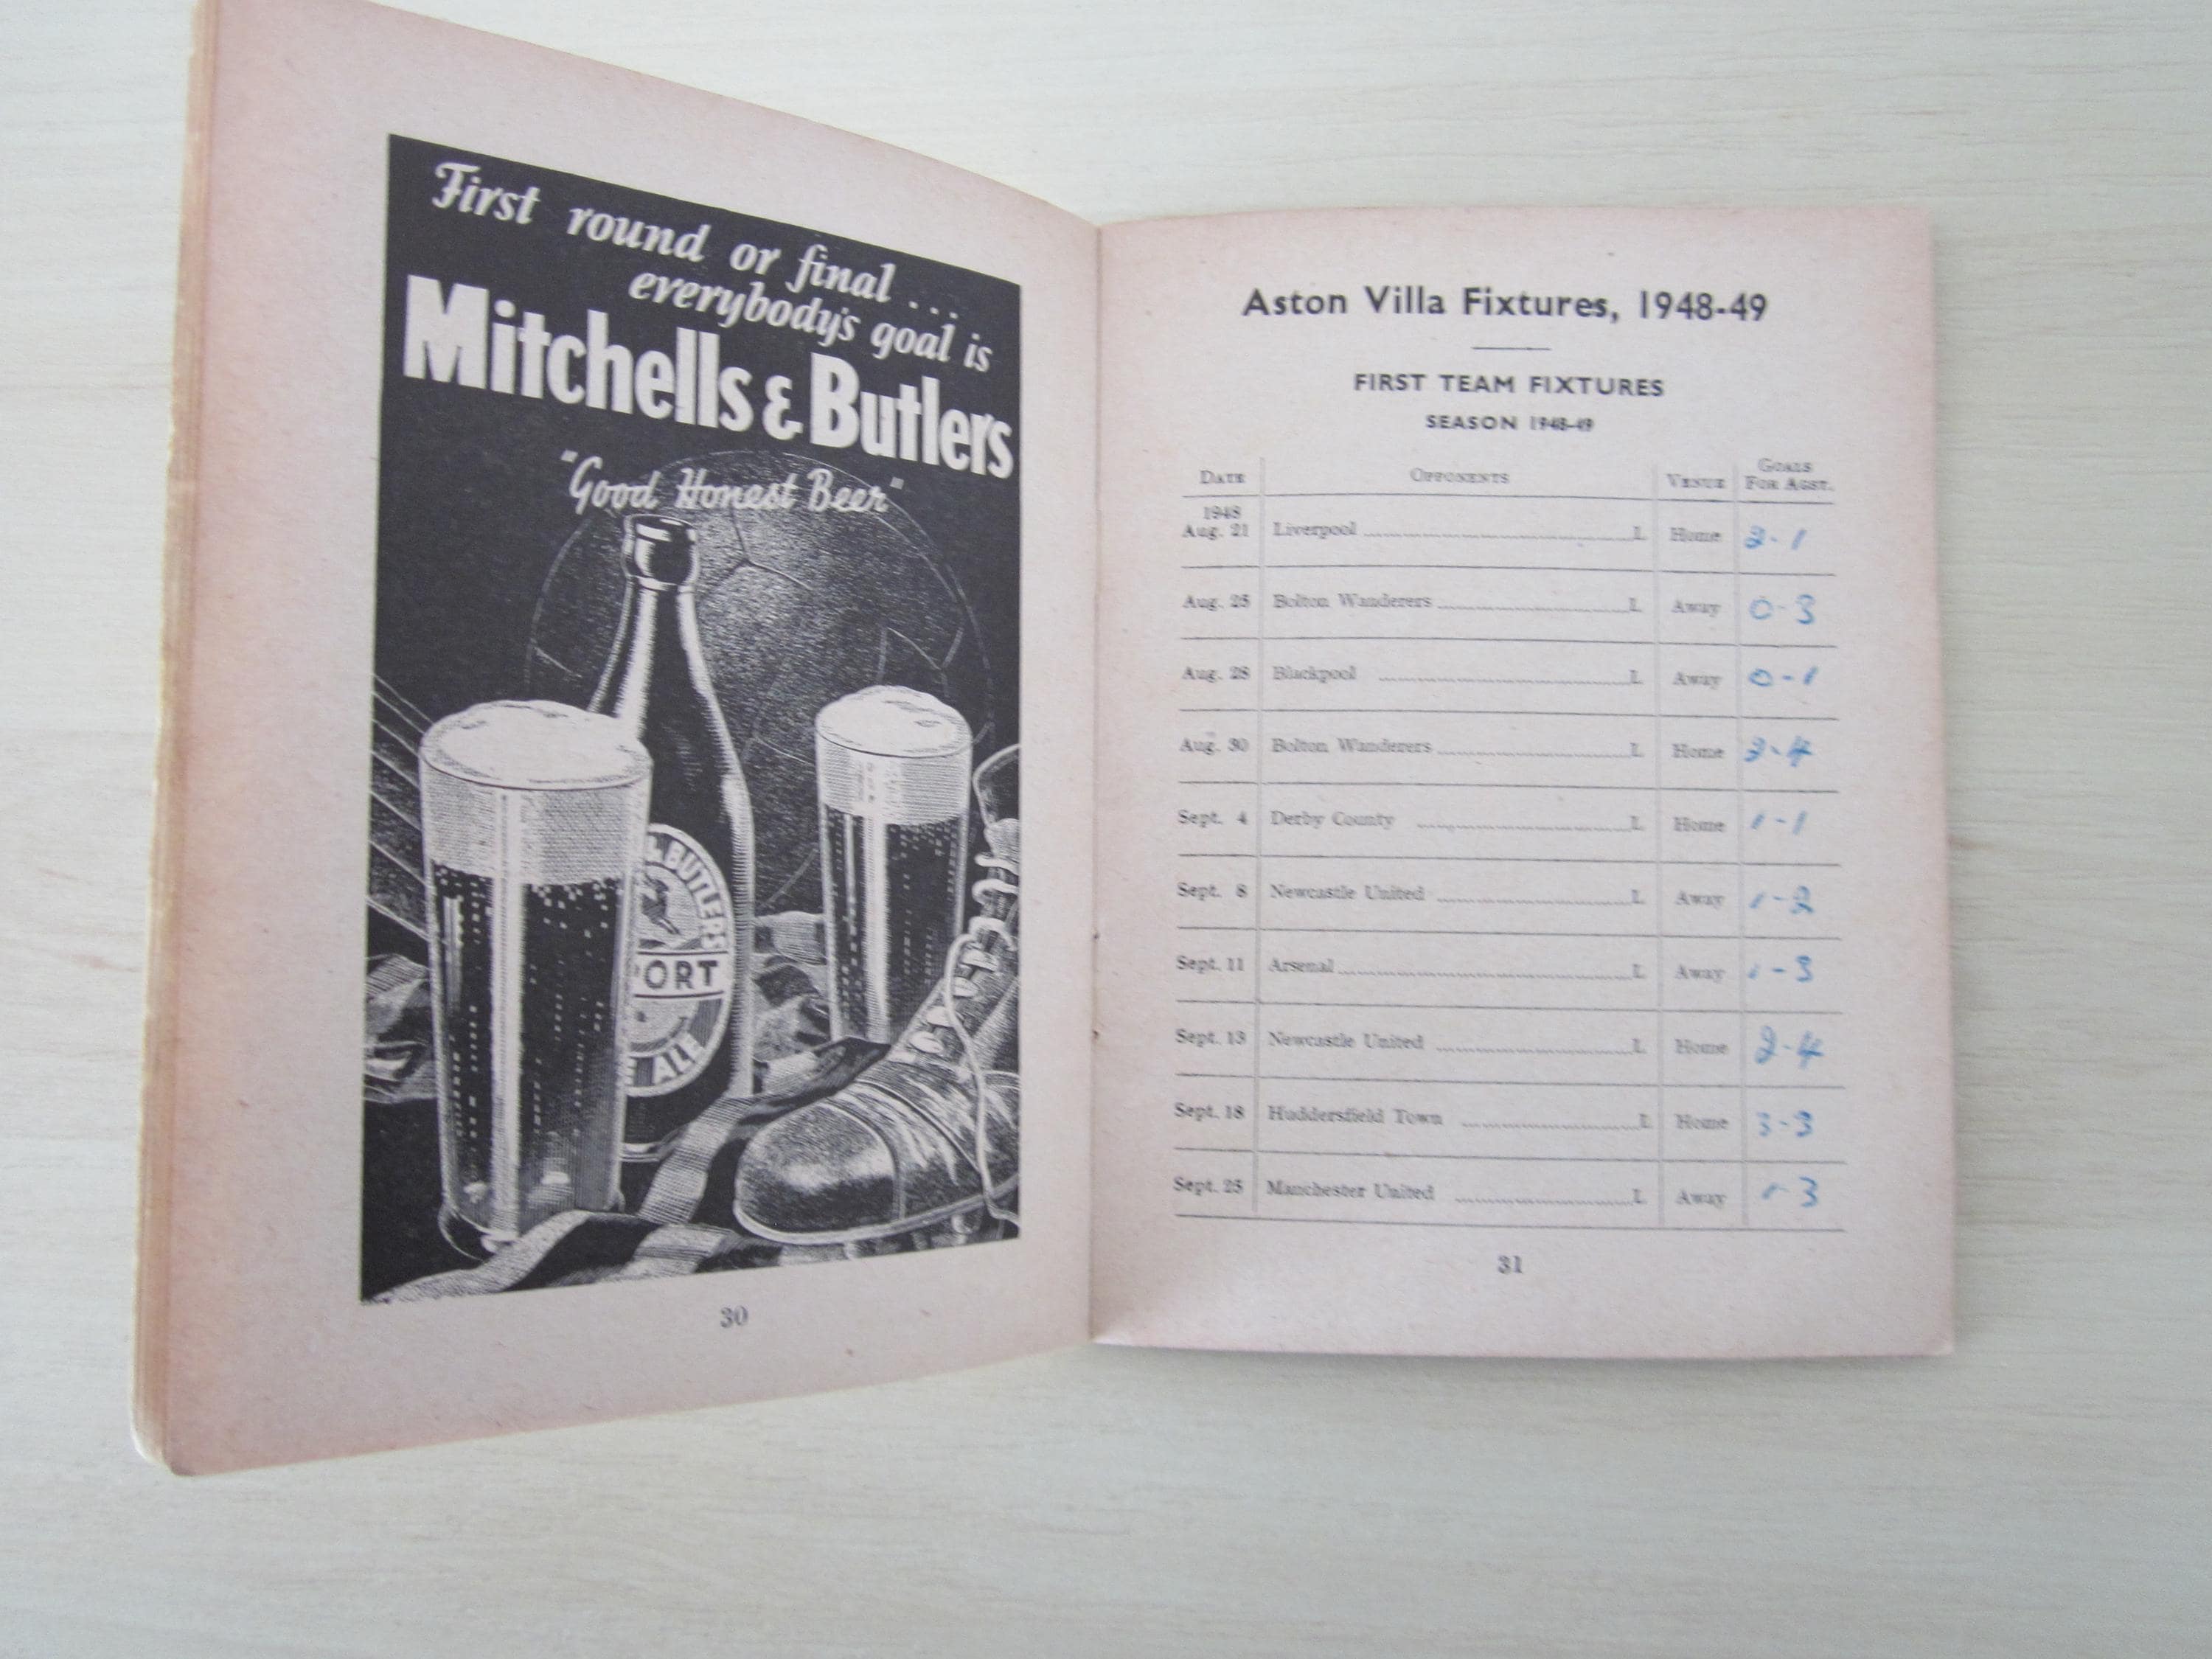 First round or final . . .
everybody's goal is
Mitchells & Butlers
"Good Honest Beer"
& BUTLERS
PORT
E ALE
30
Aston Villa Fixtures, 1948-49
FIRST TEAM FIXTURES
SEASON 1948-49
DATE OPPONENTS VENUE GOALS FOR AGST.
1948
Aug. 21 Liverpool L Home 2-1
Aug. 25 Bolton Wanderers L Away 0-3
Aug. 28 Blackpool L Away 0-1
Aug. 30 Bolton Wanderers L Home 2-4
Sept. 4 Derby County L Home 1-1
Sept. 8 Newcastle United L Away 1-2
Sept. 11 Arsenal L Away 1-3
Sept. 13 Newcastle United L Home 2-4
Sept. 18 Huddersfield Town L Home 3-3
Sept. 25 Manchester United L Away 1-3
31